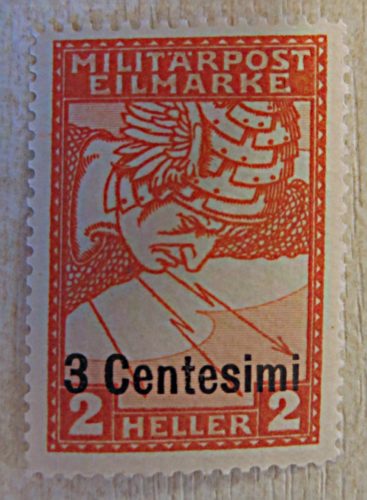 MILITÄRPOST
EILMARKE
3 Centesimi
2 HELLER 2